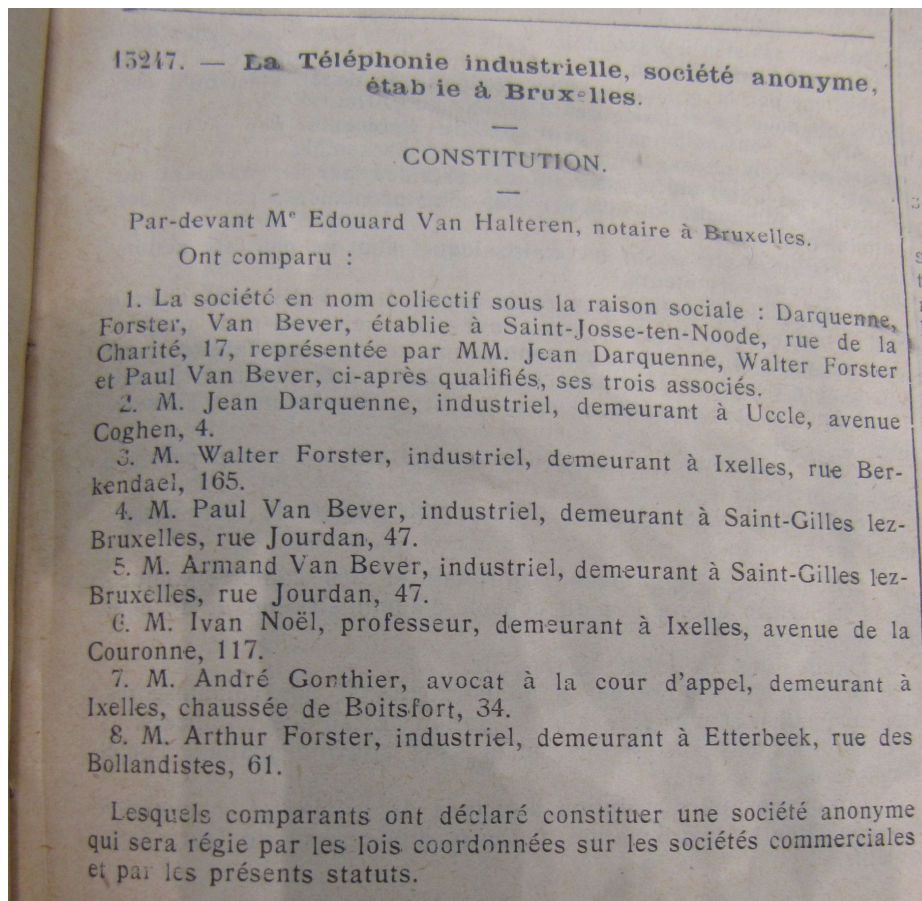 15247. — La Téléphonie industrielle, société anonyme,
étab ie à Bruxelles.
—
CONSTITUTION.
—
Par-devant Mᵉ Edouard Van Halteren, notaire à Bruxelles.
Ont comparu :
1. La société en nom collectif sous la raison sociale : Darquenne,
Forster, Van Bever, établie à Saint-Josse-ten-Noode, rue de la
Charité, 17, représentée par MM. Jean Darquenne, Walter Forster
et Paul Van Bever, ci-après qualifiés, ses trois associés.
2. M. Jean Darquenne, industriel, demeurant à Uccle, avenue
Coghen, 4.
3. M. Walter Forster, industriel, demeurant à Ixelles, rue Ber-
kendael, 165.
4. M. Paul Van Bever, industriel, demeurant à Saint-Gilles lez-
Bruxelles, rue Jourdan, 47.
5. M. Armand Van Bever, industriel, demeurant à Saint-Gilles lez-
Bruxelles, rue Jourdan, 47.
6. M. Ivan Noël, professeur, demeurant à Ixelles, avenue de la
Couronne, 117.
7. M. André Gonthier, avocat à la cour d'appel, demeurant à
Ixelles, chaussée de Boitsfort, 34.
8. M. Arthur Forster, industriel, demeurant à Etterbeek, rue des
Bollandistes, 61.
Lesquels comparants ont déclaré constituer une société anonyme
qui sera régie par les lois coordonnées sur les sociétés commerciales
et par les présents statuts.